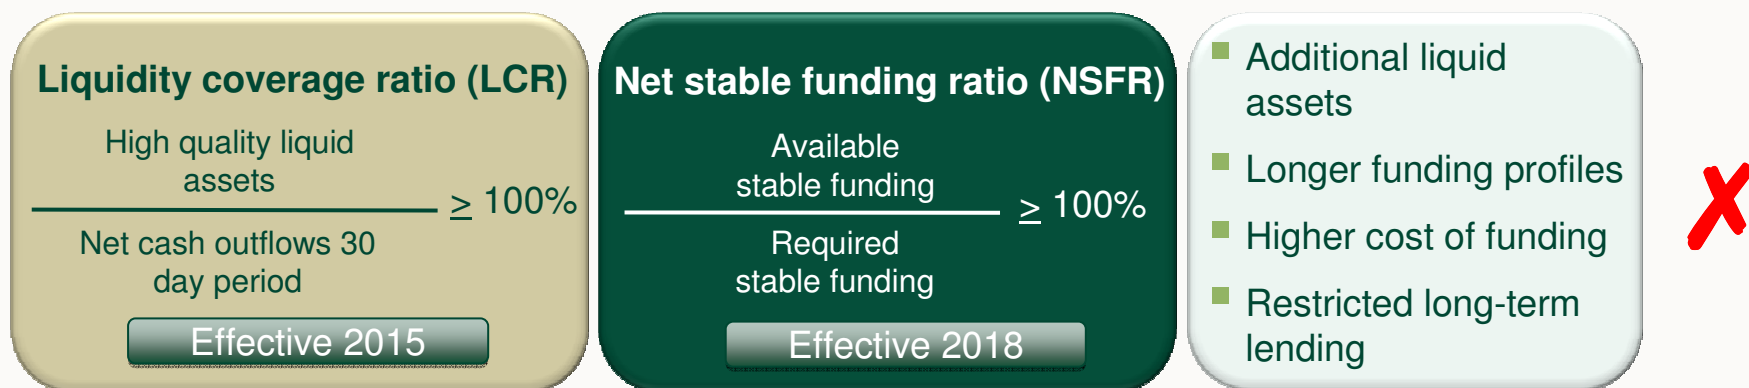 Liquidity coverage ratio (LCR)
High quality liquid
assets
≥ 100%
Net cash outflows 30
day period
Effective 2015
Net stable funding ratio (NSFR)
Available
stable funding
≥ 100%
Required
stable funding
Effective 2018
Additional liquid
assets
Longer funding profiles
Higher cost of funding
Restricted long-term
lending